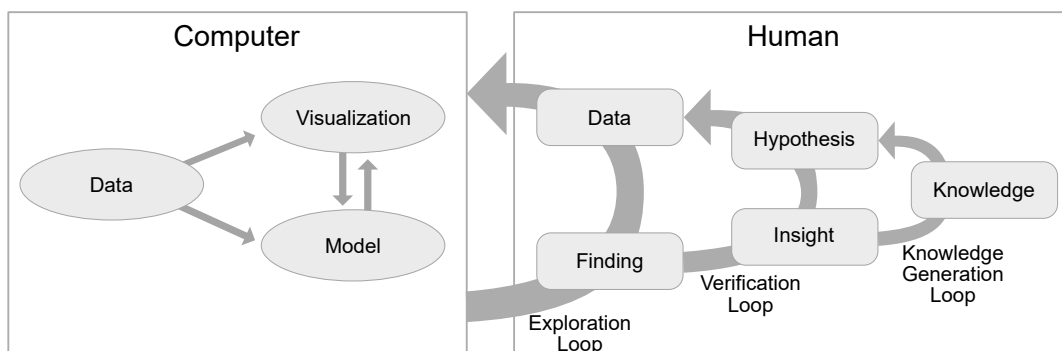 Computer
Visualization
Data
Model
Human
Data
Hypothesis
Knowledge
Insight
Finding
Exploration
Loop
Verification
Loop
Knowledge
Generation
Loop